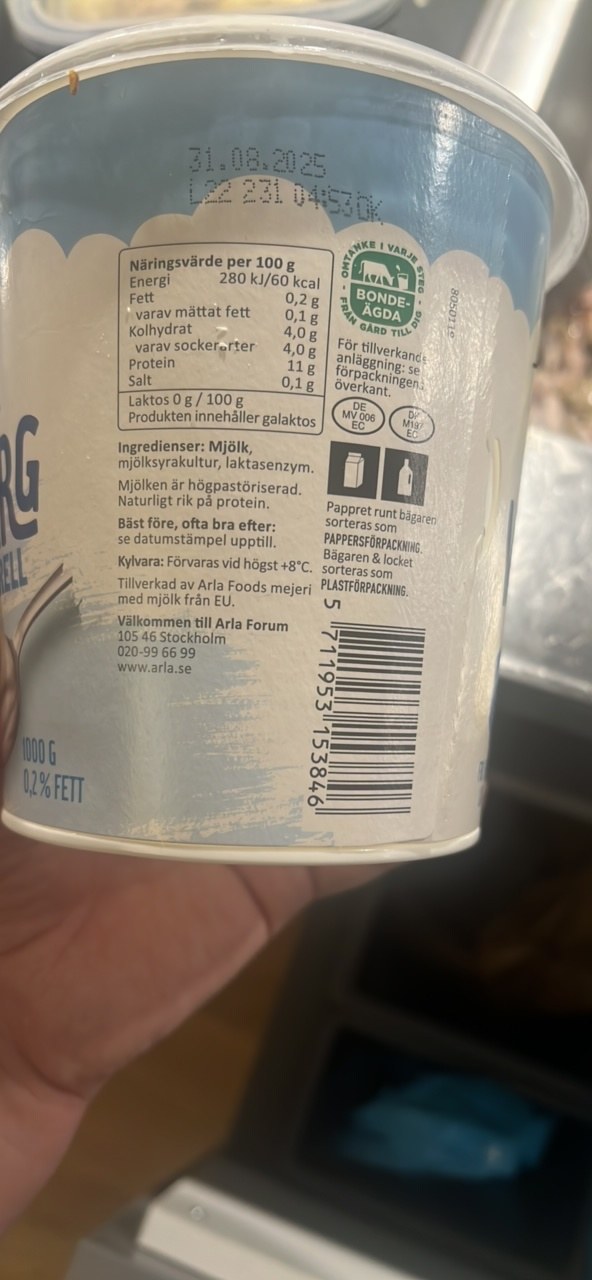 31.08.2025
L22 231 04:53 DK
Näringsvärde per 100 g
Energi 280 kJ/60 kcal
Fett 0,2 g
varav mättat fett 0,1 g
Kolhydrat 4,0 g
varav sockerarter 4,0 g
Protein 11 g
Salt 0,1 g
Laktos 0 g / 100 g
Produkten innehåller galaktos
Ingredienser: Mjölk,
mjölksyrakultur, laktasenzym.
Mjölken är högpastöriserad.
Naturligt rik på protein.
Bäst före, ofta bra efter:
se datumstämpel upptill.
Kylvara: Förvaras vid högst +8°C.
Tillverkad av Arla Foods mejeri
med mjölk från EU.
Välkommen till Arla Forum
105 46 Stockholm
020-99 66 99
www.arla.se
OMTANKE I VARJE STEG
BONDE-
ÄGDA
FRÅN GÅRD TILL DIG
8050119
För tillverkande
anläggning: se
förpackningens
överkant.
DE
MV 006
EC
DK
M197
EC
Pappret runt bägaren
sorteras som
PAPPERSFÖRPACKNING.
Bägaren & locket
sorteras som
PLASTFÖRPACKNING.
5 711953 153846
RG
RELL
1000 G
0,2% FETT